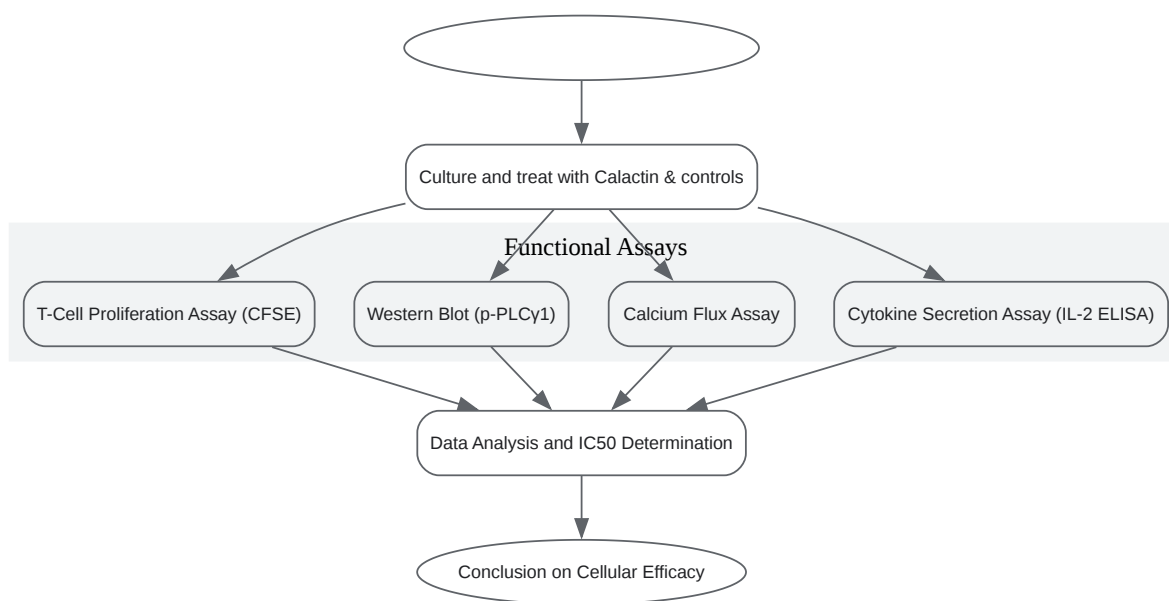 Culture and treat with Calactin & controls
Functional Assays
T-Cell Proliferation Assay (CFSE)
Western Blot (p-PLCγ1)
Calcium Flux Assay
Cytokine Secretion Assay (IL-2 ELISA)
Data Analysis and IC50 Determination
Conclusion on Cellular Efficacy